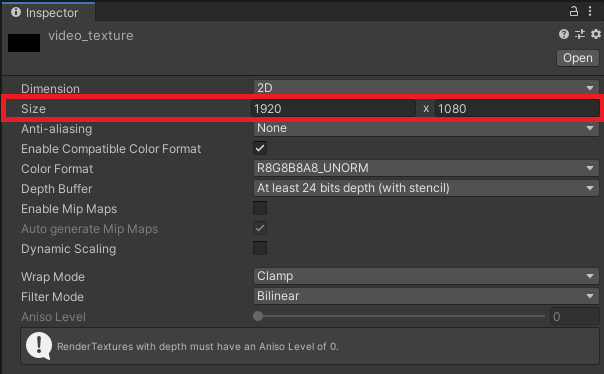 Inspector
video_texture
Open
Dimension 2D
Size 1920 x 1080
Anti-aliasing None
Enable Compatible Color Format
Color Format R8G8B8A8_UNORM
Depth Buffer At least 24 bits depth (with stencil)
Enable Mip Maps
Auto generate Mip Maps
Dynamic Scaling
Wrap Mode Clamp
Filter Mode Bilinear
Aniso Level 0
RenderTextures with depth must have an Aniso Level of 0.